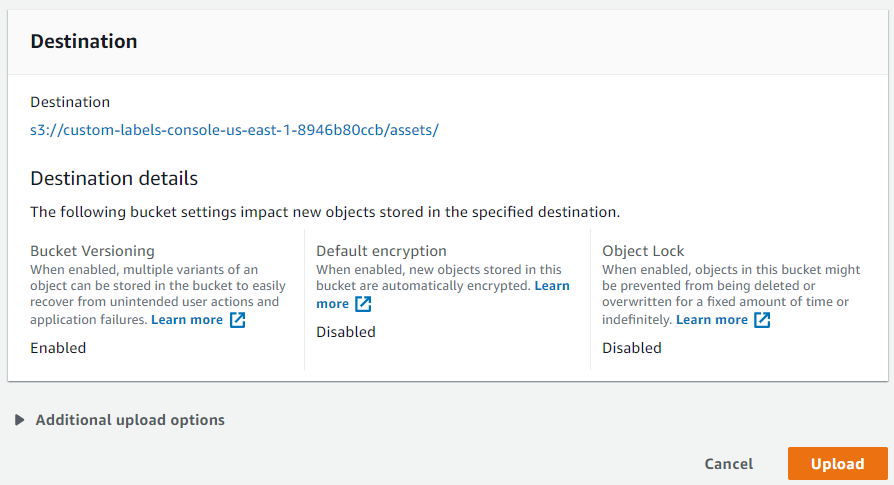 Destination
Destination
s3://custom-labels-console-us-east-1-8946b80ccb/assets/
Destination details
The following bucket settings impact new objects stored in the specified destination.
Bucket Versioning
When enabled, multiple variants of an
object can be stored in the bucket to easily
recover from unintended user actions and
application failures. Learn more
Enabled
Default encryption
When enabled, new objects stored in this
bucket are automatically encrypted. Learn
more
Disabled
Object Lock
When enabled, objects in this bucket might
be prevented from being deleted or
overwritten for a fixed amount of time or
indefinitely. Learn more
Disabled
Additional upload options
Cancel
Upload